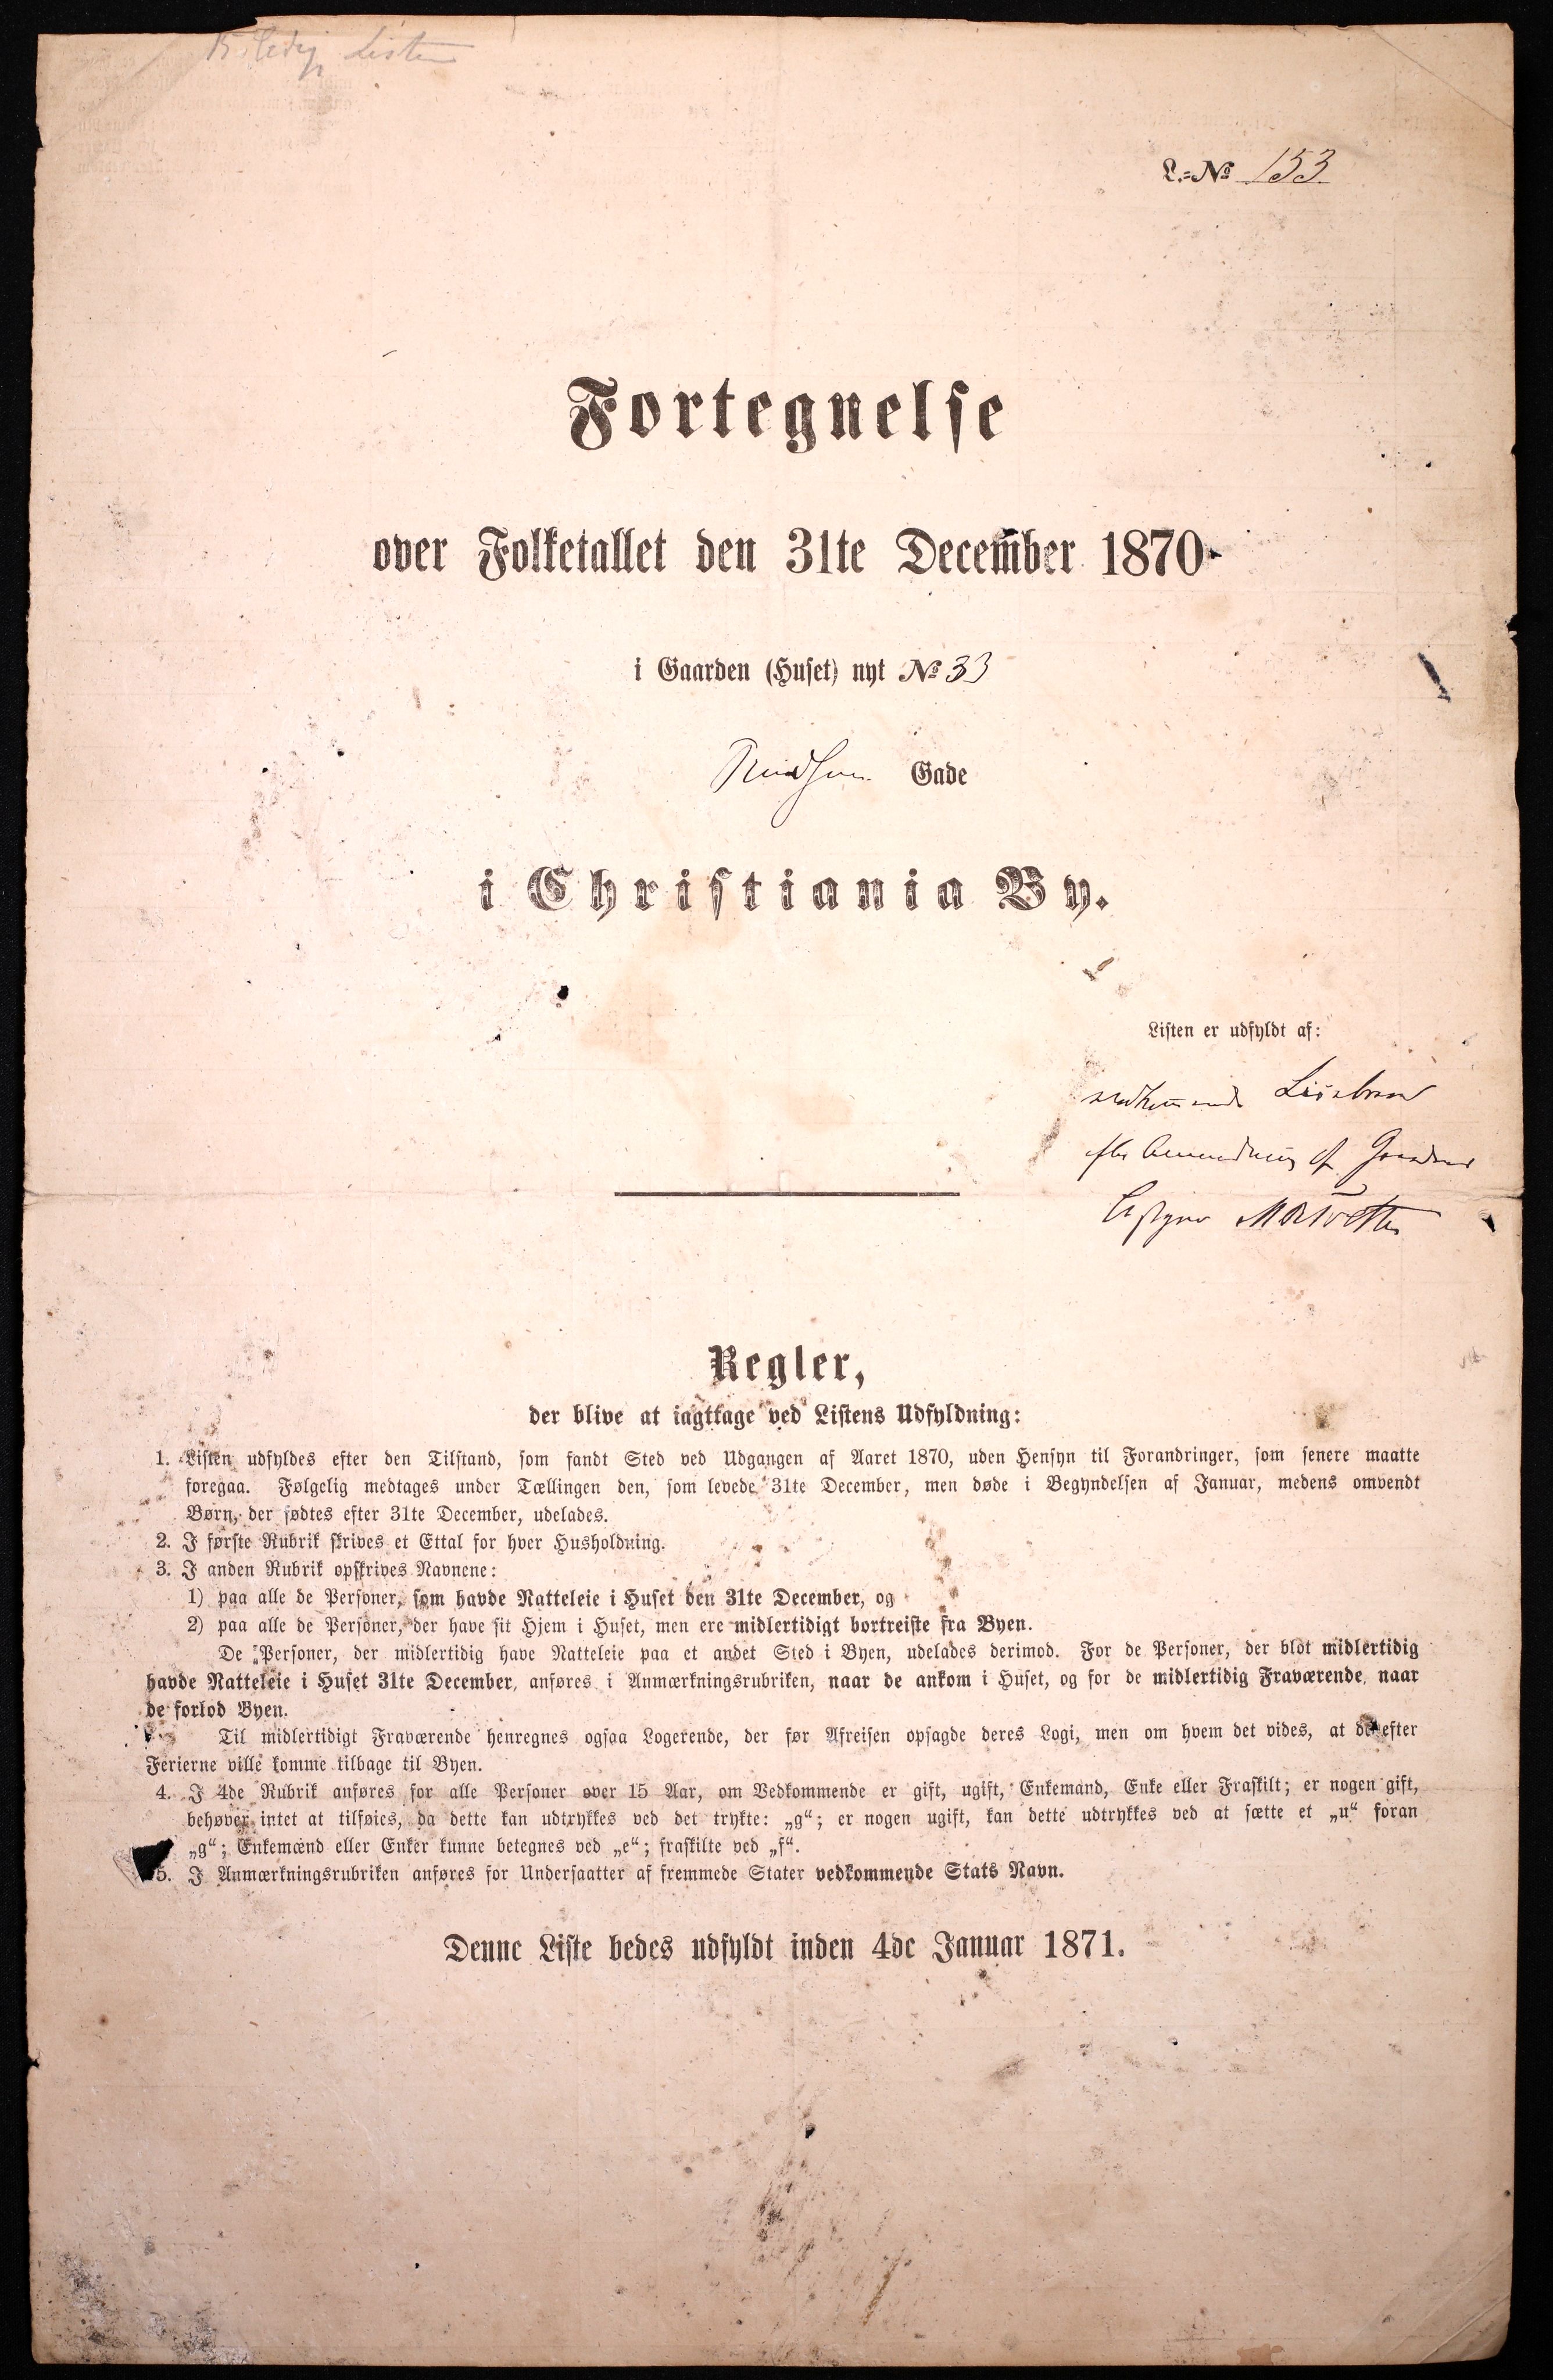 Listen
L.=№ 153
Fortegnelse
over Folketallet den 31te December 1870
i Gaarden (Huset) nyt № 33
Gade
i Christiania By.
Listen er udfyldt af:
vedkommende Leiebroer
efter Anmodning af
Regler,
der blive at iagttage ved Listens Udfyldning:
1. Listen udfyldes efter den Tilstand, som fandt Sted ved Udgangen af Aaret 1870, uden Hensyn til Forandringer, som senere maatte
foregaa. Følgelig medtages under Tællingen den, som levede 31te December, men døde i Begyndelsen af Januar, medens omvendt
Børn, der fødtes efter 31te December, udelades.
2. I første Rubrik skrives et Ettal for hver Husholdning.
3. I anden Rubrik opskrives Navnene:
1) paa alle de Personer, som havde Natteleie i Huset den 31te December, og
2) paa alle de Personer, der have sit Hjem i Huset, men ere midlertidigt bortreiste fra Byen.
De Personer, der midlertidig have Natteleie paa et andet Sted i Byen, udelades derimod. For de Personer, der blot midlertidig
havde Natteleie i Huset 31te December, anføres i Anmærkningsrubriken, naar de ankom i Huset, og for de midlertidig Fraværende, naar
de forlod Byen.
Til midlertidigt Fraværende henregnes ogsaa Logerende, der før Afreisen opsagde deres Logi, men om hvem det vides, at de efter
Ferierne ville komme tilbage til Byen.
4. I 4de Rubrik anføres for alle Personer over 15 Aar, om Vedkommende er gift, ugift, Enkemand, Enke eller Fraskilt; er nogen gift,
behøver intet at tilføies, da dette kan udtrykkes ved det trykte: „g“; er nogen ugift, kan dette udtrykkes ved at sætte et „u“ foran
„g“; Enkemænd eller Enker kunne betegnes ved „e“; fraskilte ved „f“.
5. I Anmærkningsrubriken anføres for Undersaatter af fremmede Stater vedkommende Stats Navn.
Denne Liste bedes udfyldt inden 4de Januar 1871.